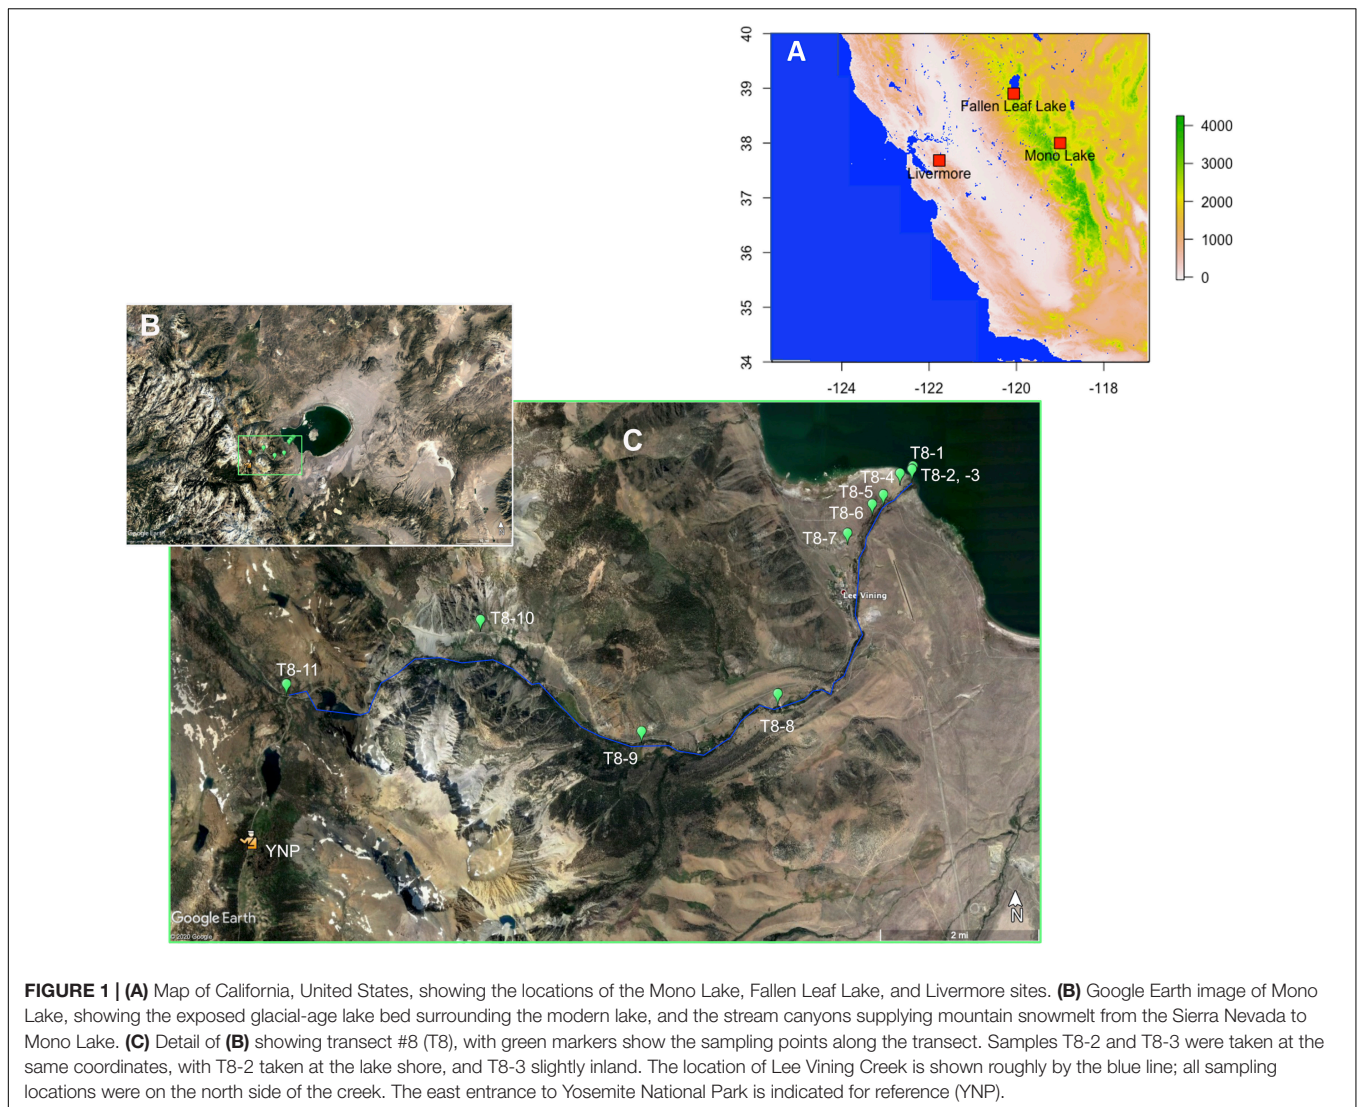 A
40
39
38
37
36
35
34
-124
-122
-120
-118
Fallen Leaf Lake
Mono Lake
Livermore
4000
3000
2000
1000
0
B
Google Earth
C
T8-1
T8-2, -3
T8-4
T8-5
T8-6
T8-7
Lee Vining
T8-10
T8-11
T8-8
T8-9
YNP
Google Earth
© 2020 Google
N
2 mi
FIGURE 1 | (A) Map of California, United States, showing the locations of the Mono Lake, Fallen Leaf Lake, and Livermore sites. (B) Google Earth image of Mono
Lake, showing the exposed glacial-age lake bed surrounding the modern lake, and the stream canyons supplying mountain snowmelt from the Sierra Nevada to
Mono Lake. (C) Detail of (B) showing transect #8 (T8), with green markers show the sampling points along the transect. Samples T8-2 and T8-3 were taken at the
same coordinates, with T8-2 taken at the lake shore, and T8-3 slightly inland. The location of Lee Vining Creek is shown roughly by the blue line; all sampling
locations were on the north side of the creek. The east entrance to Yosemite National Park is indicated for reference (YNP).